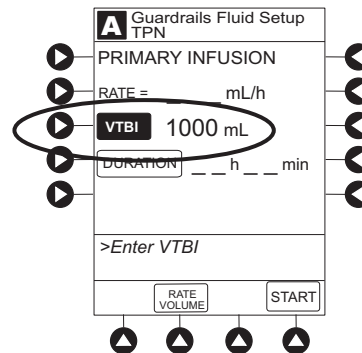 A Guardrails Fluid Setup
TPN
PRIMARY INFUSION
RATE = _ _ _ _ mL/h
VTBI 1000 mL
DURATION _ _ h _ _ min
>Enter VTBI
RATE
VOLUME
START